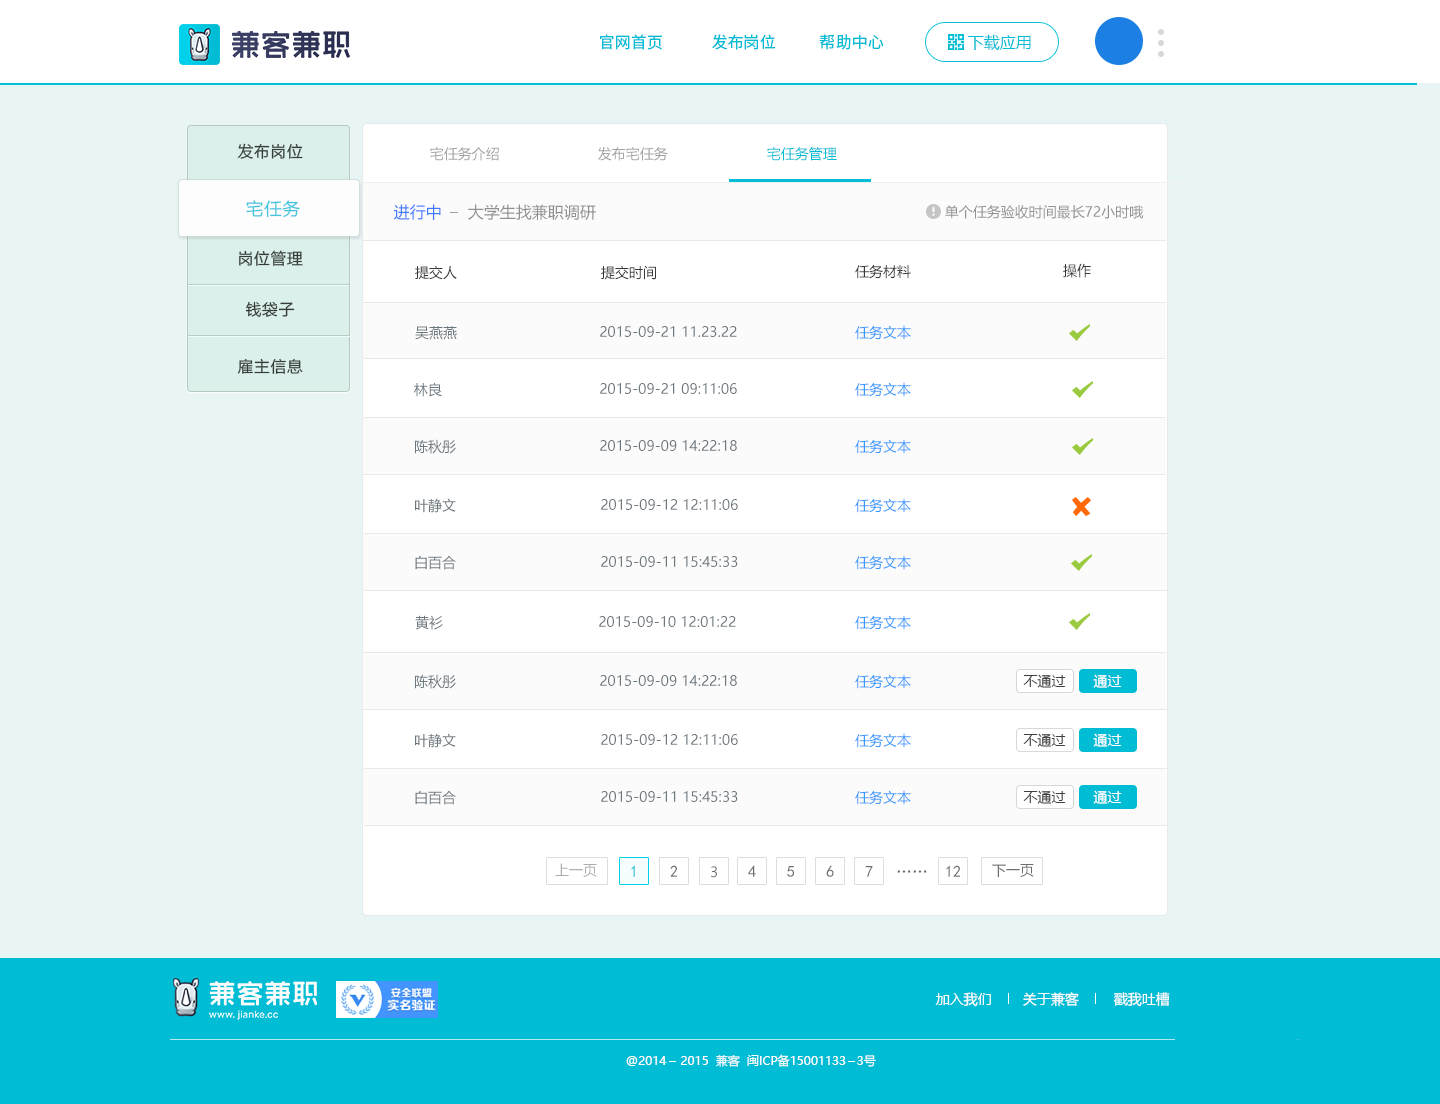 兼客兼职
官网首页 发布岗位 帮助中心 下载应用
发布岗位
宅任务
岗位管理
钱袋子
雇主信息
宅任务介绍 发布宅任务 宅任务管理
进行中 – 大学生找兼职调研 单个任务验收时间最长72小时哦
提交人 提交时间 任务材料 操作
吴燕燕 2015-09-21 11.23.22 任务文本
林良 2015-09-21 09:11:06 任务文本
陈秋彤 2015-09-09 14:22:18 任务文本
叶静文 2015-09-12 12:11:06 任务文本
白百合 2015-09-11 15:45:33 任务文本
黄衫 2015-09-10 12:01:22 任务文本
陈秋彤 2015-09-09 14:22:18 任务文本 不通过 通过
叶静文 2015-09-12 12:11:06 任务文本 不通过 通过
白百合 2015-09-11 15:45:33 任务文本 不通过 通过
上一页 1 2 3 4 5 6 7 …… 12 下一页
兼客兼职
www.jianke.cc
安全联盟
实名验证
加入我们 | 关于兼客 | 戳我吐槽
@2014 – 2015 兼客 闽ICP备15001133 – 3号